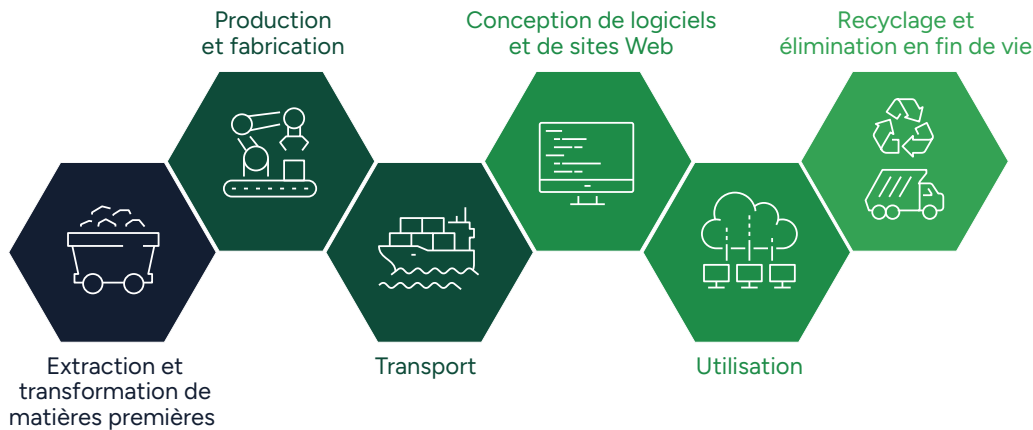 Production
et fabrication
Conception de logiciels
et de sites Web
Recyclage et
élimination en fin de vie
Extraction et
transformation de
matières premières
Transport
Utilisation